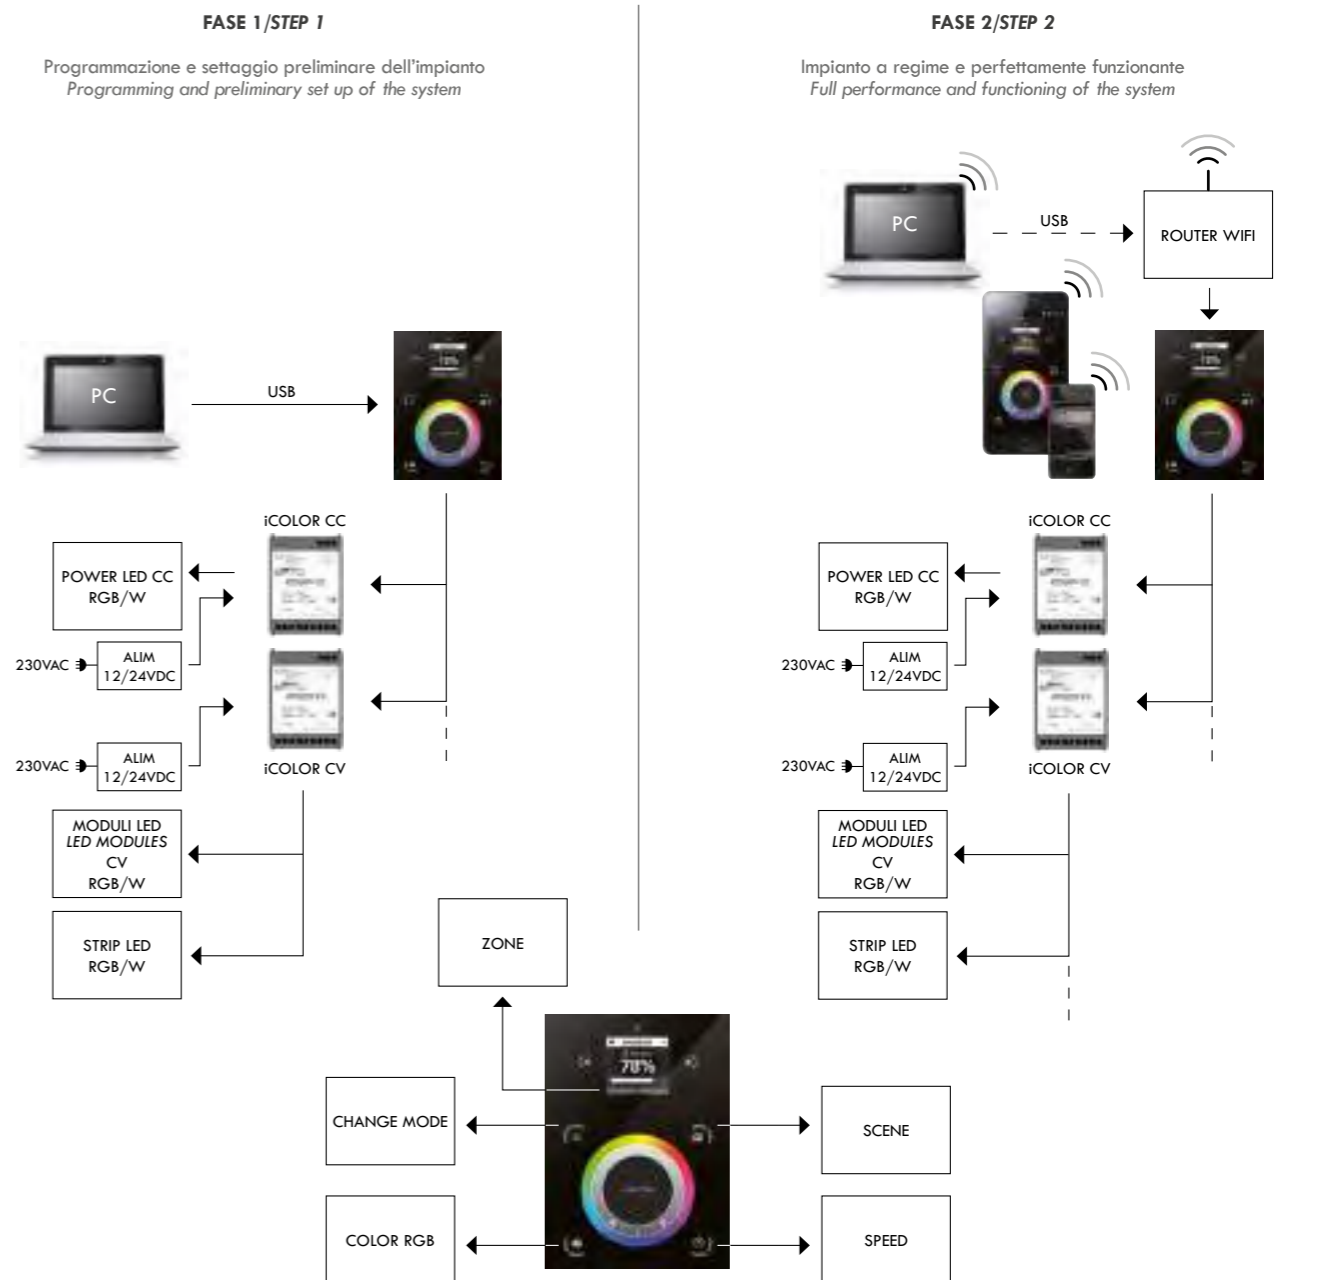 FASE 1/STEP 1
Programmazione e settaggio preliminare dell'impianto
Programming and preliminary set up of the system
PC
USB
iCOLOR CC
POWER LED CC
RGB/W
230VAC
ALIM
12/24VDC
230VAC
ALIM
12/24VDC
iCOLOR CV
MODULI LED
LED MODULES
CV
RGB/W
STRIP LED
RGB/W
FASE 2/STEP 2
Impianto a regime e perfettamente funzionante
Full performance and functioning of the system
PC
USB
ROUTER WIFI
iCOLOR CC
POWER LED CC
RGB/W
230VAC
ALIM
12/24VDC
230VAC
ALIM
12/24VDC
iCOLOR CV
MODULI LED
LED MODULES
CV
RGB/W
STRIP LED
RGB/W
ZONE
78%
CHANGE MODE
SCENE
COLOR RGB
SPEED